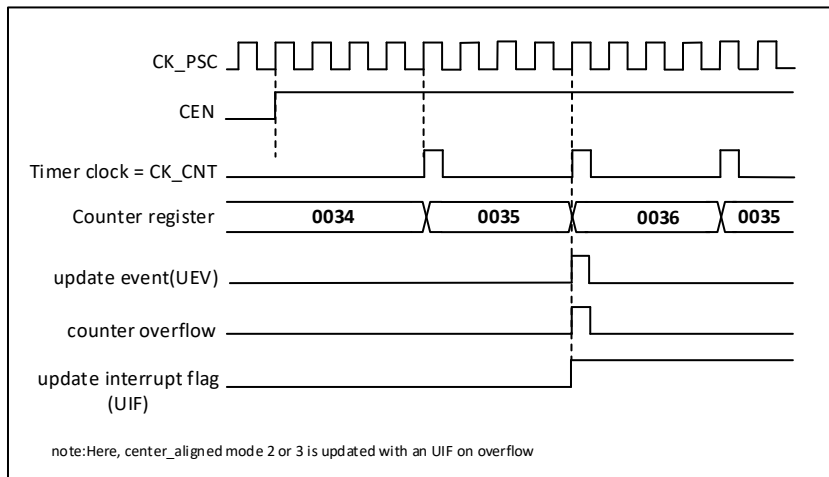 CK_PSC
CEN
Timer clock = CK_CNT
Counter register
0034
0035
0036
0035
update event(UEV)
counter overflow
update interrupt flag
(UIF)
note:Here, center_aligned mode 2 or 3 is updated with an UIF on overflow